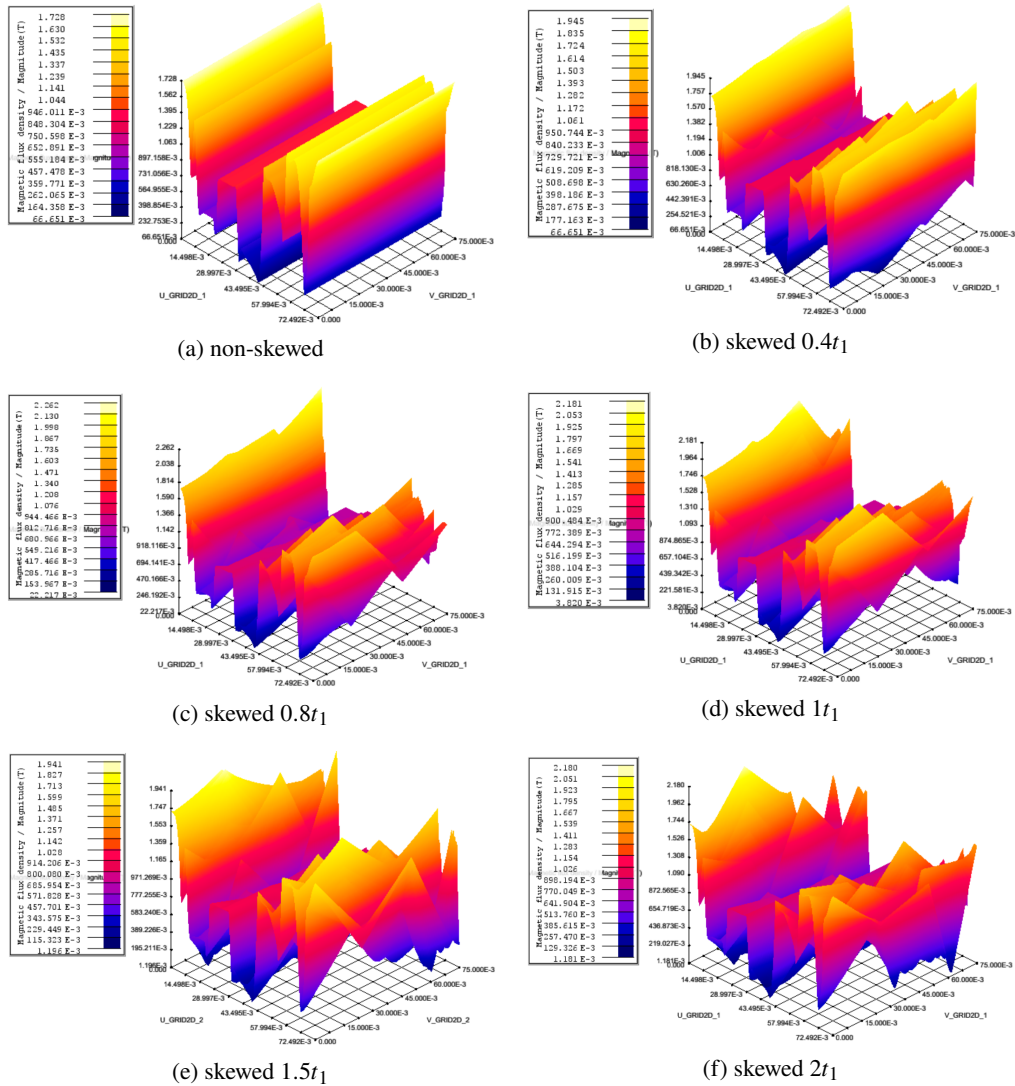 1.728
1.630
1.532
1.435
1.337
1.239
1.141
1.044
946.011 E-3
848.304 E-3
750.598 E-3
652.891 E-3
555.184 E-3
457.478 E-3
359.771 E-3
262.065 E-3
164.358 E-3
66.651 E-3
Magnetic flux density / Magnitude(T)
1.728
1.562
1.395
1.229
1.063
897.158E-3
731.056E-3
564.955E-3
398.854E-3
232.753E-3
66.651E-3
0.000
14.498E-3
28.997E-3
43.495E-3
57.994E-3
72.492E-3
0.000
15.000E-3
30.000E-3
45.000E-3
60.000E-3
75.000E-3
U_GRID2D_1
V_GRID2D_1
(a) non-skewed
1.945
1.835
1.724
1.614
1.503
1.393
1.282
1.172
1.061
950.744 E-3
840.233 E-3
729.721 E-3
619.209 E-3
508.698 E-3
398.186 E-3
287.675 E-3
177.163 E-3
66.651 E-3
Magnetic flux density / Magnitude(T)
1.945
1.757
1.570
1.382
1.194
1.006
818.130E-3
630.260E-3
442.391E-3
254.521E-3
66.651E-3
0.000
14.498E-3
28.997E-3
43.495E-3
57.994E-3
72.492E-3
0.000
15.000E-3
30.000E-3
45.000E-3
60.000E-3
75.000E-3
U_GRID2D_1
V_GRID2D_1
(b) skewed 0.4t₁
2.262
2.130
1.998
1.867
1.735
1.603
1.471
1.340
1.208
1.076
944.466 E-3
812.716 E-3
680.966 E-3
549.216 E-3
417.466 E-3
285.716 E-3
153.967 E-3
22.217 E-3
Magnetic flux density / Magnitude(T)
2.262
2.038
1.814
1.590
1.366
1.142
918.116E-3
694.141E-3
470.166E-3
246.192E-3
22.217E-3
0.000
14.498E-3
28.997E-3
43.495E-3
57.994E-3
72.492E-3
0.000
15.000E-3
30.000E-3
45.000E-3
60.000E-3
75.000E-3
U_GRID2D_1
V_GRID2D_1
(c) skewed 0.8t₁
2.181
2.053
1.925
1.797
1.669
1.541
1.413
1.285
1.157
1.029
900.484 E-3
772.389 E-3
644.294 E-3
516.199 E-3
388.104 E-3
260.009 E-3
131.915 E-3
3.820 E-3
Magnetic flux density / Magnitude(T)
2.181
1.964
1.746
1.528
1.310
1.093
874.865E-3
657.104E-3
439.342E-3
221.581E-3
3.820E-3
0.000
14.498E-3
28.997E-3
43.495E-3
57.994E-3
72.492E-3
0.000
15.000E-3
30.000E-3
45.000E-3
60.000E-3
75.000E-3
U_GRID2D_1
V_GRID2D_1
(d) skewed 1t₁
1.941
1.827
1.713
1.599
1.485
1.371
1.257
1.142
1.028
914.206 E-3
800.080 E-3
685.954 E-3
571.828 E-3
457.701 E-3
343.575 E-3
229.449 E-3
115.323 E-3
1.196 E-3
Magnetic flux density / Magnitude(T)
1.941
1.747
1.553
1.359
1.165
971.269E-3
777.255E-3
583.240E-3
389.226E-3
195.211E-3
1.196E-3
0.000
14.498E-3
28.997E-3
43.495E-3
57.994E-3
72.492E-3
0.000
15.000E-3
30.000E-3
45.000E-3
60.000E-3
75.000E-3
U_GRID2D_2
V_GRID2D_2
(e) skewed 1.5t₁
2.180
2.051
1.923
1.795
1.667
1.539
1.411
1.283
1.154
1.026
898.194 E-3
770.049 E-3
641.904 E-3
513.760 E-3
385.615 E-3
257.470 E-3
129.326 E-3
1.181 E-3
Magnetic flux density / Magnitude(T)
2.180
1.962
1.744
1.526
1.308
1.090
872.565E-3
654.719E-3
436.873E-3
219.027E-3
1.181E-3
0.000
14.498E-3
28.997E-3
43.495E-3
57.994E-3
72.492E-3
0.000
15.000E-3
30.000E-3
45.000E-3
60.000E-3
75.000E-3
U_GRID2D_1
V_GRID2D_1
(f) skewed 2t₁